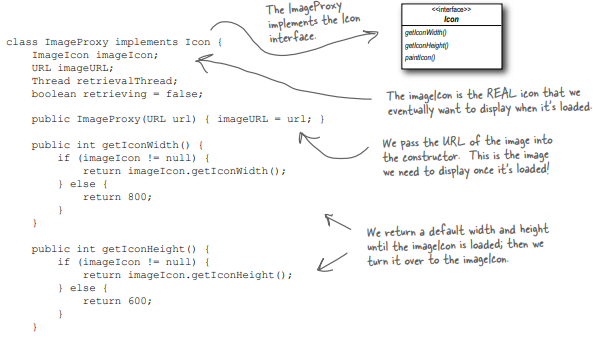 The ImageProxy
implements the Icon
interface.
<<interface>>
Icon
getIconWidth()
getIconHeight()
paintIcon()
class ImageProxy implements Icon {
ImageIcon imageIcon;
URL imageURL;
Thread retrievalThread;
boolean retrieving = false;
The imageIcon is the REAL icon that we
eventually want to display when it's loaded.
public ImageProxy(URL url) { imageURL = url; }
We pass the URL of the image into
the constructor. This is the image
we need to display once it's loaded!
public int getIconWidth() {
if (imageIcon != null) {
return imageIcon.getIconWidth();
} else {
return 800;
}
}
We return a default width and height
until the imageIcon is loaded; then we
turn it over to the imageIcon.
public int getIconHeight() {
if (imageIcon != null) {
return imageIcon.getIconHeight();
} else {
return 600;
}
}